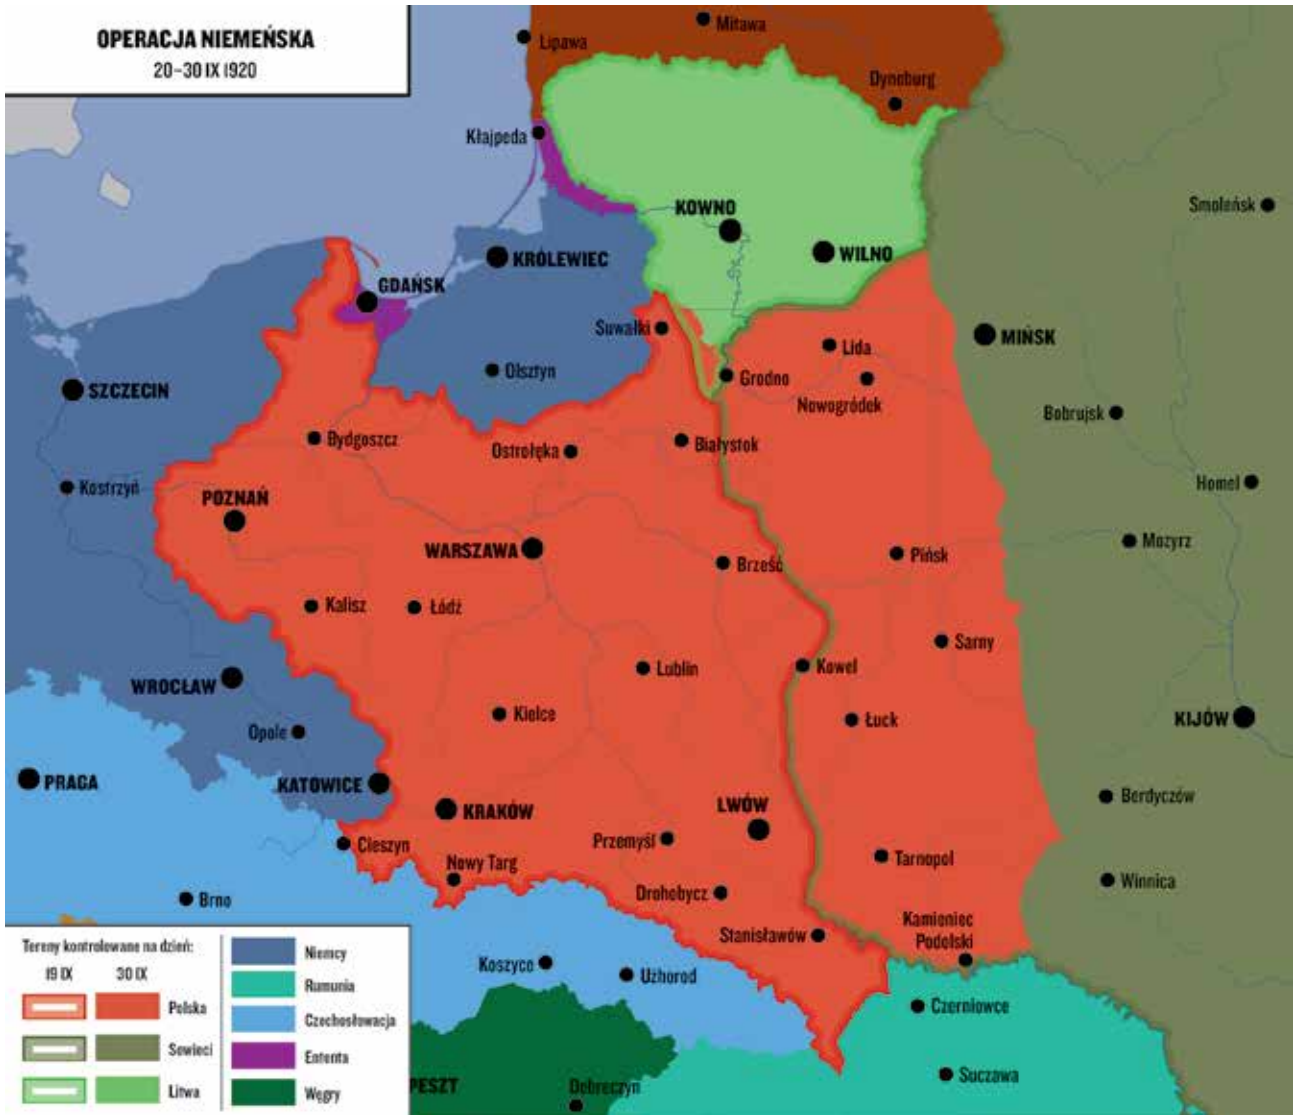 OPERACJA NIEMEŃSKA
20–30 IX 1920
Mitawa
Lipawa
Dyneburg
Kłajpeda
Smoleńsk
KOWNO
WILNO
KRÓLEWIEC
GDAŃSK
Suwałki
MIŃSK
Lida
Olsztyn
Grodno
SZCZECIN
Nowogródek
Bobrujsk
Bydgoszcz
Białystok
Ostrołęka
Kostrzyń
Homel
POZNAŃ
WARSZAWA
Mozyrz
Pińsk
Brześć
Kalisz
Łódź
Sarny
Lublin
Kowel
WROCŁAW
Kielce
Łuck
KIJÓW
Opole
PRAGA
KATOWICE
Berdyczów
KRAKÓW
LWÓW
Przemyśl
Cieszyn
Tarnopol
Nowy Targ
Winnica
Drohobycz
Brno
Kamieniec
Podolski
Stanisławów
Koszyce
Użhorod
Czerniowce
Suczawa
PESZT
Debreczyn
Tereny kontrolowane na dzień:
19 IX 30 IX
Polska
Sowieci
Litwa
Niemcy
Rumunia
Czechosłowacja
Ententa
Węgry